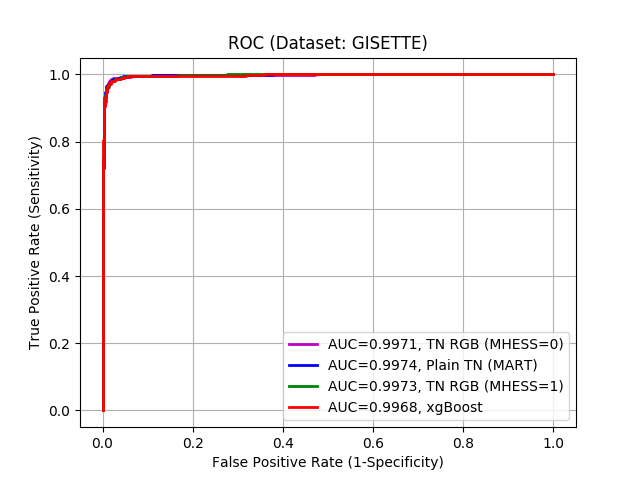 ROC (Dataset: GISETTE)
True Positive Rate (Sensitivity)
1.0
0.8
0.6
0.4
0.2
0.0
AUC=0.9971, TN RGB (MHESS=0)
AUC=0.9974, Plain TN (MART)
AUC=0.9973, TN RGB (MHESS=1)
AUC=0.9968, xgBoost
0.0 0.2 0.4 0.6 0.8 1.0
False Positive Rate (1-Specificity)